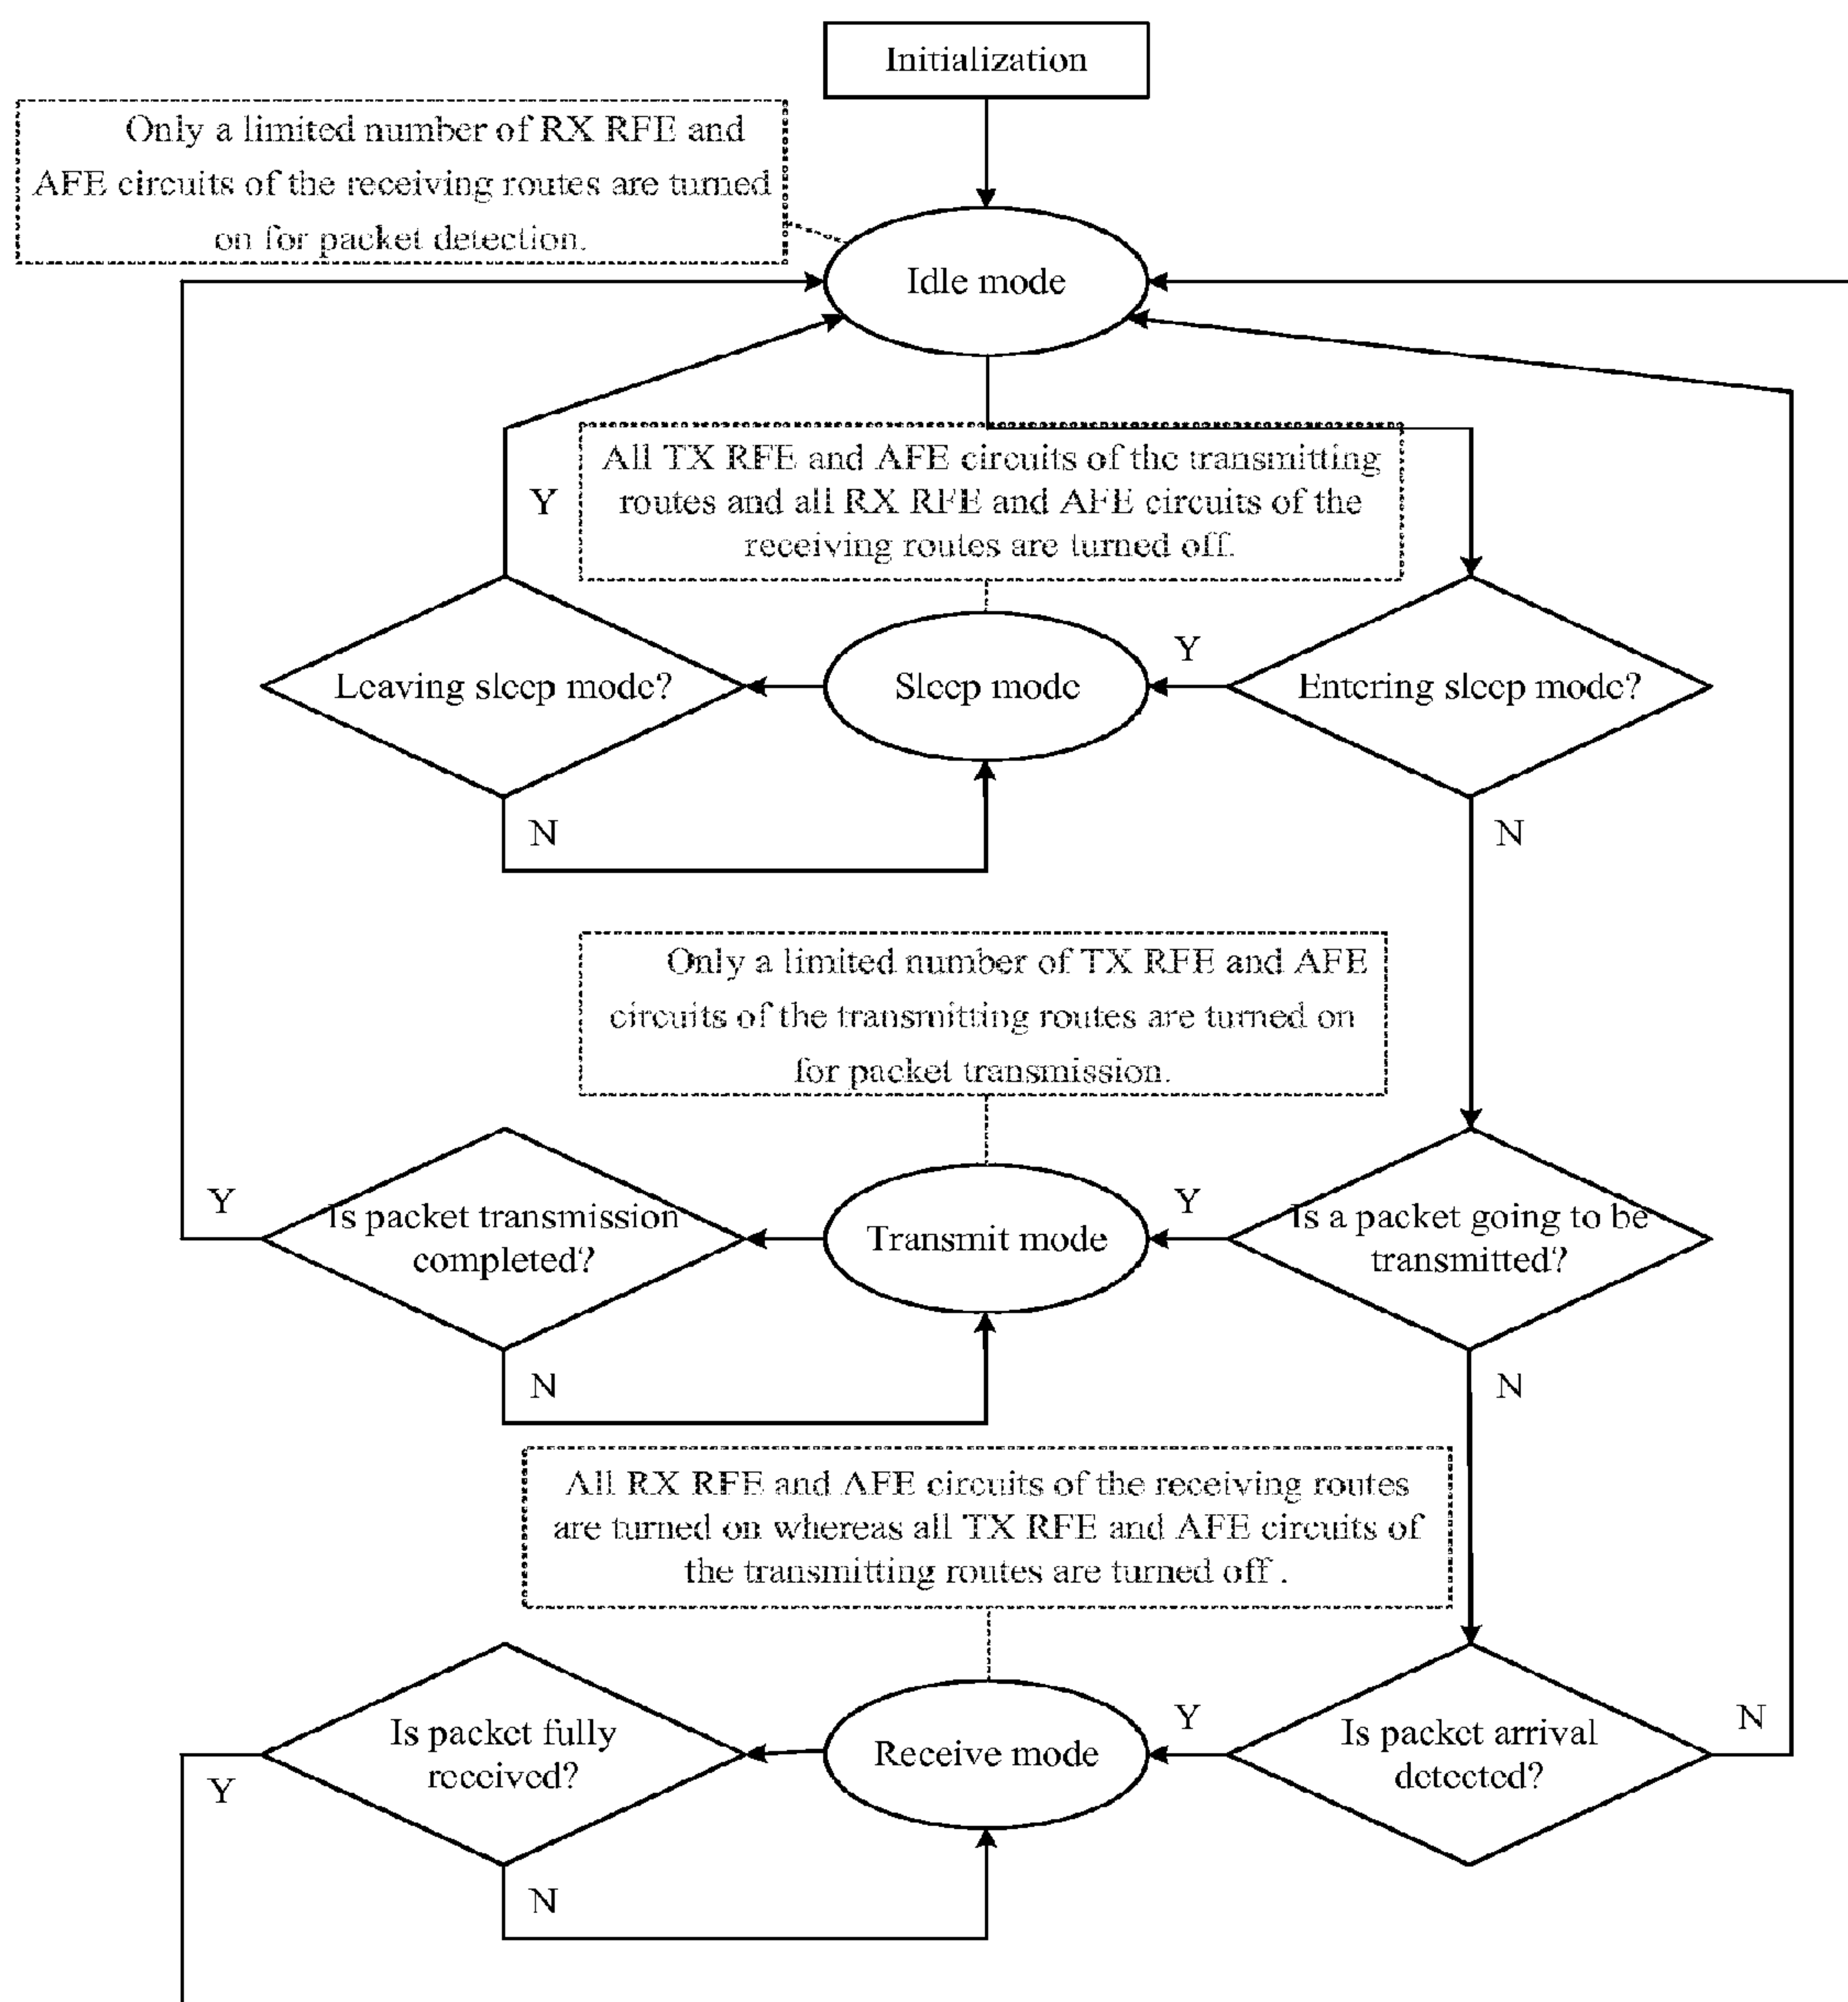 Initialization
Only a limited number of RX RFE and
AFE circuits of the receiving routes are turned
on for packet detection.
Idle mode
All TX RFE and AFE circuits of the transmitting
routes and all RX RFE and AFE circuits of the
receiving routes are turned off.
Y
Leaving sleep mode?
Sleep mode
Y
Entering sleep mode?
N
N
Only a limited number of TX RFE and AFE
circuits of the transmitting routes are turned on
for packet transmission.
Y
Is packet transmission
completed?
Transmit mode
Y
Is a packet going to be
transmitted?
N
N
All RX RFE and AFE circuits of the receiving routes
are turned on whereas all TX RFE and AFE circuits of
the transmitting routes are turned off .
Y
Is packet fully
received?
Receive mode
Y
Is packet arrival
detected?
N
N